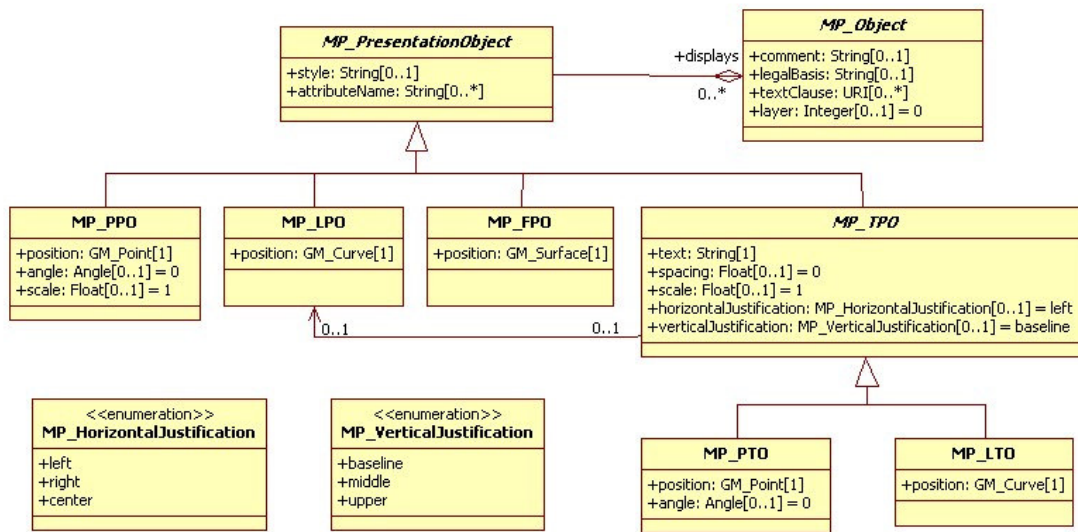 MP_PresentationObject
+style: String[0..1]
+attributeName: String[0..*]
+displays
0..*
MP_Object
+comment: String[0..1]
+legalBasis: String[0..1]
+textClause: URI[0..*]
+layer: Integer[0..1] = 0
MP_PPO
+position: GM_Point[1]
+angle: Angle[0..1] = 0
+scale: Float[0..1] = 1
MP_LPO
+position: GM_Curve[1]
MP_FPO
+position: GM_Surface[1]
MP_TPO
+text: String[1]
+spacing: Float[0..1] = 0
+scale: Float[0..1] = 1
+horizontalJustification: MP_HorizontalJustification[0..1] = left
+verticalJustification: MP_VerticalJustification[0..1] = baseline
0..1
0..1
<<enumeration>>
MP_HorizontalJustification
+left
+right
+center
<<enumeration>>
MP_VerticalJustification
+baseline
+middle
+upper
MP_PTO
+position: GM_Point[1]
+angle: Angle[0..1] = 0
MP_LTO
+position: GM_Curve[1]